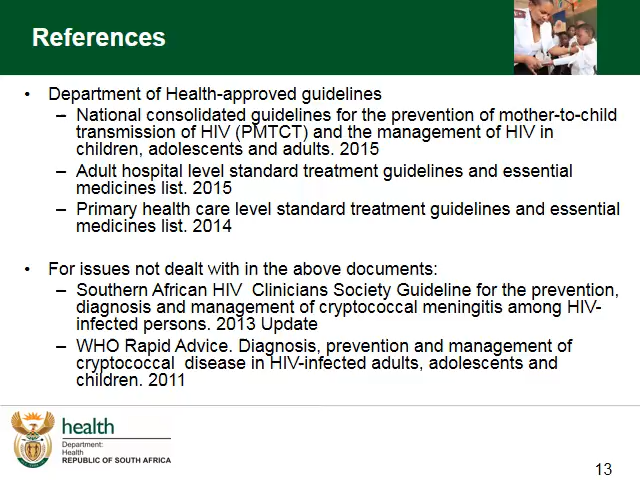 References
• Department of Health-approved guidelines
– National consolidated guidelines for the prevention of mother-to-child
transmission of HIV (PMTCT) and the management of HIV in
children, adolescents and adults. 2015
– Adult hospital level standard treatment guidelines and essential
medicines list. 2015
– Primary health care level standard treatment guidelines and essential
medicines list. 2014
• For issues not dealt with in the above documents:
– Southern African HIV  Clinicians Society Guideline for the prevention,
diagnosis and management of cryptococcal meningitis among HIV-
infected persons. 2013 Update
– WHO Rapid Advice. Diagnosis, prevention and management of
cryptococcal  disease in HIV-infected adults, adolescents and
children. 2011
health
Department:
Health
REPUBLIC OF SOUTH AFRICA
13